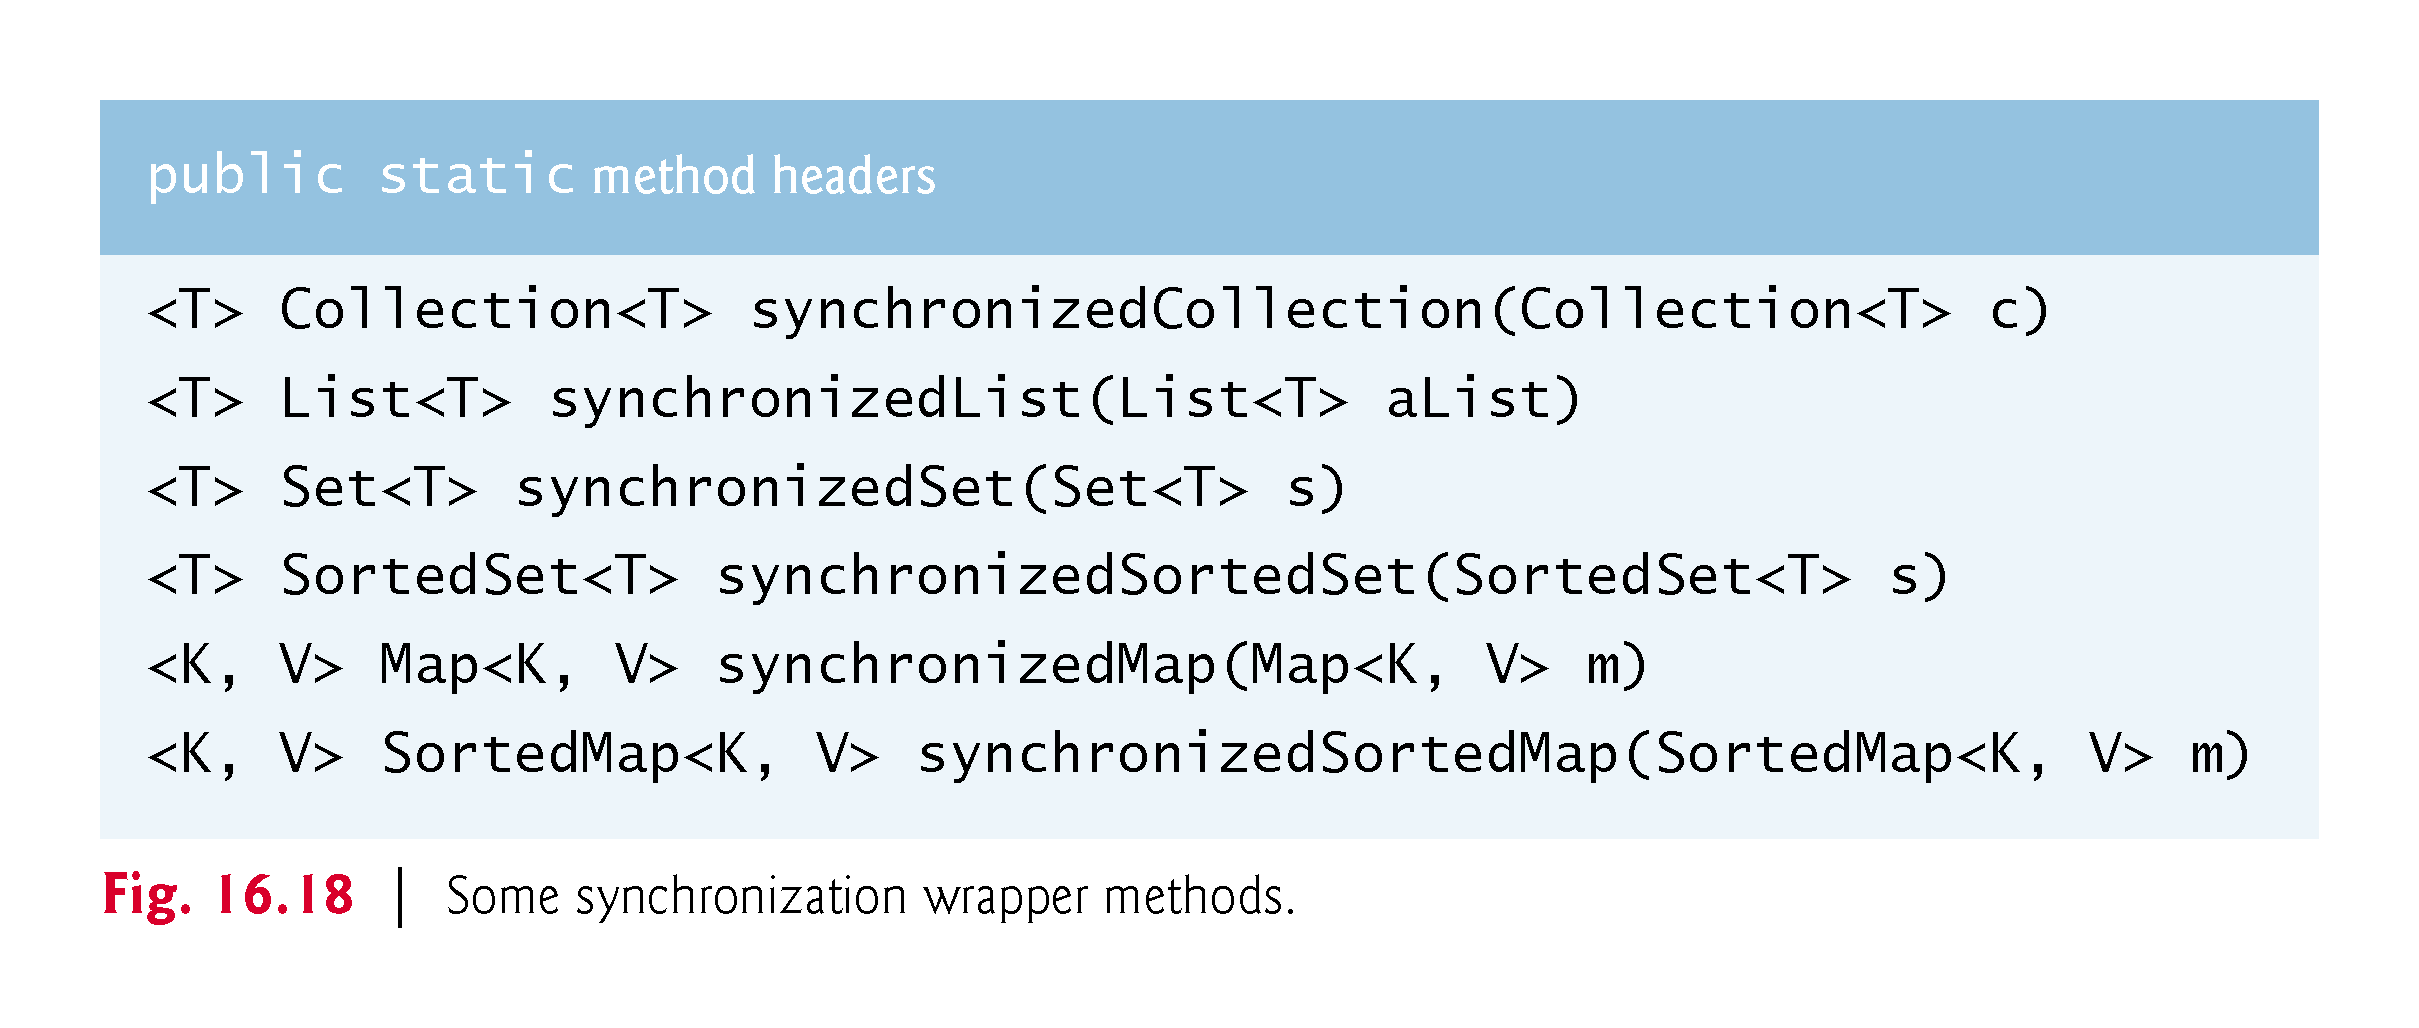 public static method headers
<T> Collection<T> synchronizedCollection(Collection<T> c)
<T> List<T> synchronizedList(List<T> aList)
<T> Set<T> synchronizedSet(Set<T> s)
<T> SortedSet<T> synchronizedSortedSet(SortedSet<T> s)
<K, V> Map<K, V> synchronizedMap(Map<K, V> m)
<K, V> SortedMap<K, V> synchronizedSortedMap(SortedMap<K, V> m)
Fig. 16.18 | Some synchronization wrapper methods.